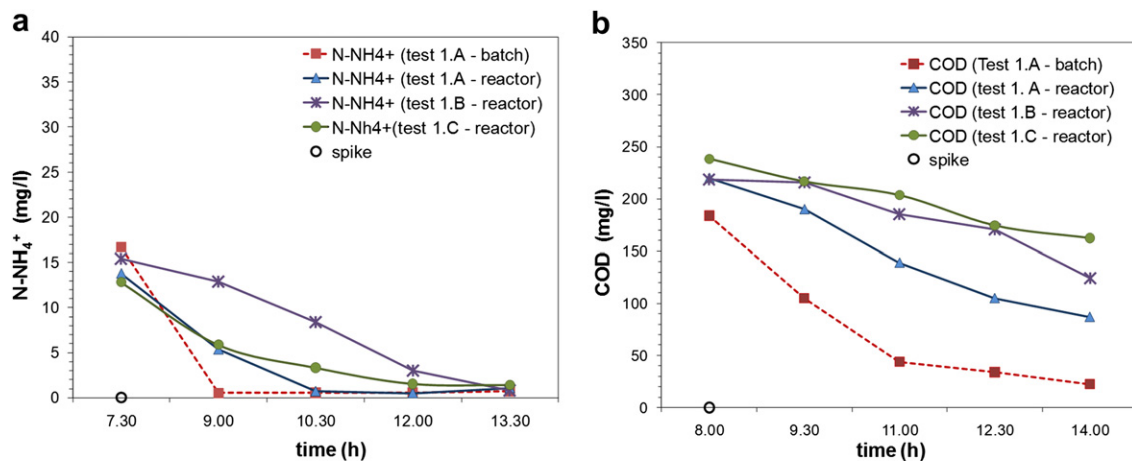 a
N-NH4+ (test 1.A - batch)
N-NH4+ (test 1.A - reactor)
N-NH4+ (test 1.B - reactor)
N-Nh4+(test 1.C - reactor)
spike
N-NH₄⁺ (mg/l)
40
35
30
25
20
15
10
5
0
7.30 9.00 10.30 12.00 13.30
time (h)
b
COD (Test 1.A - batch)
COD (test 1. A - reactor)
COD (test 1.B - reactor)
COD (test 1.C - reactor)
spike
COD (mg/l)
350
300
250
200
150
100
50
0
8.00 9.30 11.00 12.30 14.00
time (h)